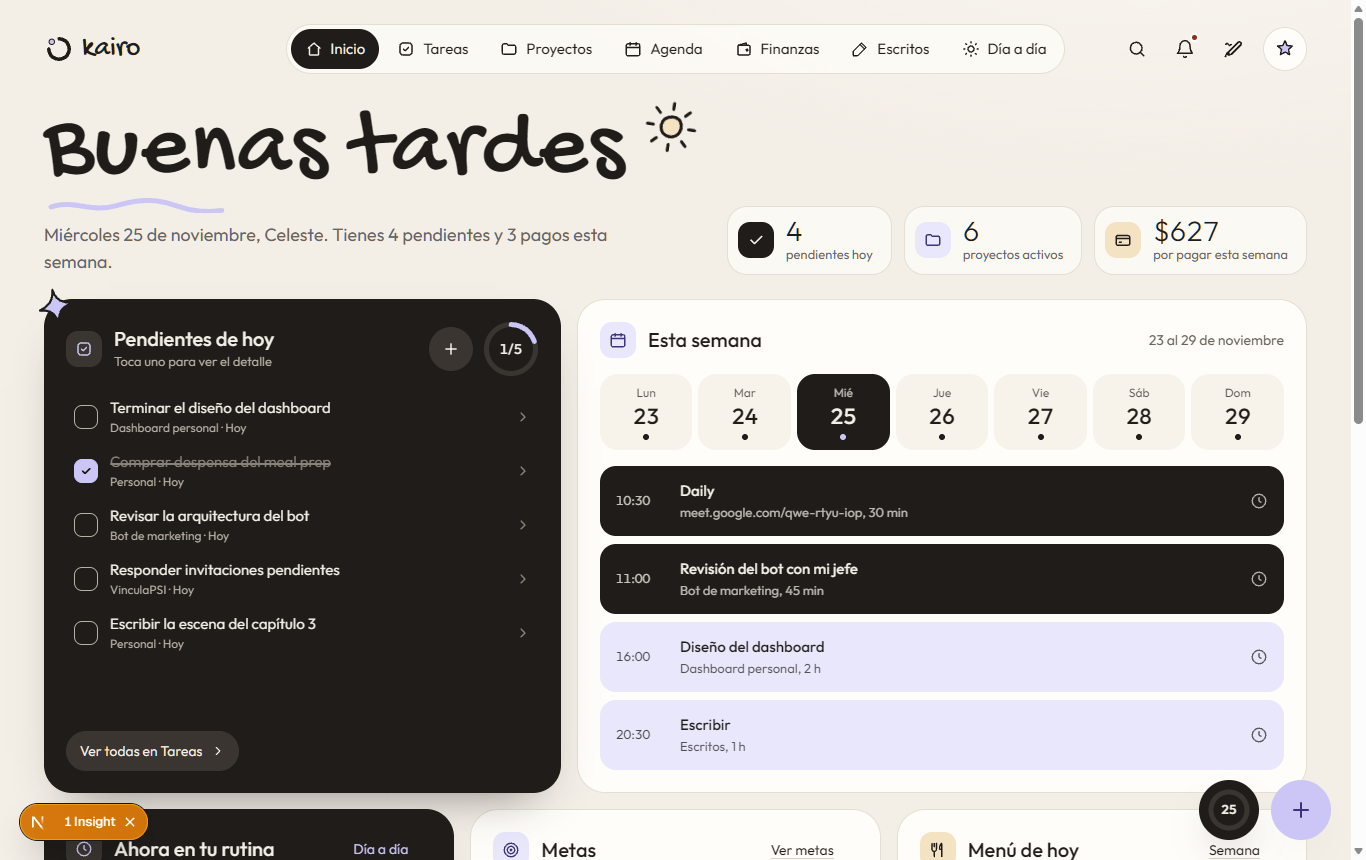 kairo
Inicio
Tareas
Proyectos
Agenda
Finanzas
Escritos
Día a día
Buenas tardes
Miércoles 25 de noviembre, Celeste. Tienes 4 pendientes y 3 pagos esta
semana.
4
pendientes hoy
6
proyectos activos
$627
por pagar esta semana
Pendientes de hoy
Toca uno para ver el detalle
1/5
Terminar el diseño del dashboard
Dashboard personal · Hoy
Comprar despensa del meal prep
Personal · Hoy
Revisar la arquitectura del bot
Bot de marketing · Hoy
Responder invitaciones pendientes
VinculaPSI · Hoy
Escribir la escena del capítulo 3
Personal · Hoy
Ver todas en Tareas
Esta semana
23 al 29 de noviembre
Lun
23
Mar
24
Mié
25
Jue
26
Vie
27
Sáb
28
Dom
29
10:30
Daily
meet.google.com/qwe-rtyu-iop, 30 min
11:00
Revisión del bot con mi jefe
Bot de marketing, 45 min
16:00
Diseño del dashboard
Dashboard personal, 2 h
20:30
Escribir
Escritos, 1 h
25
N 1 Insight
Ahora en tu rutina
Día a día
Metas
Ver metas
Menú de hoy
Semana